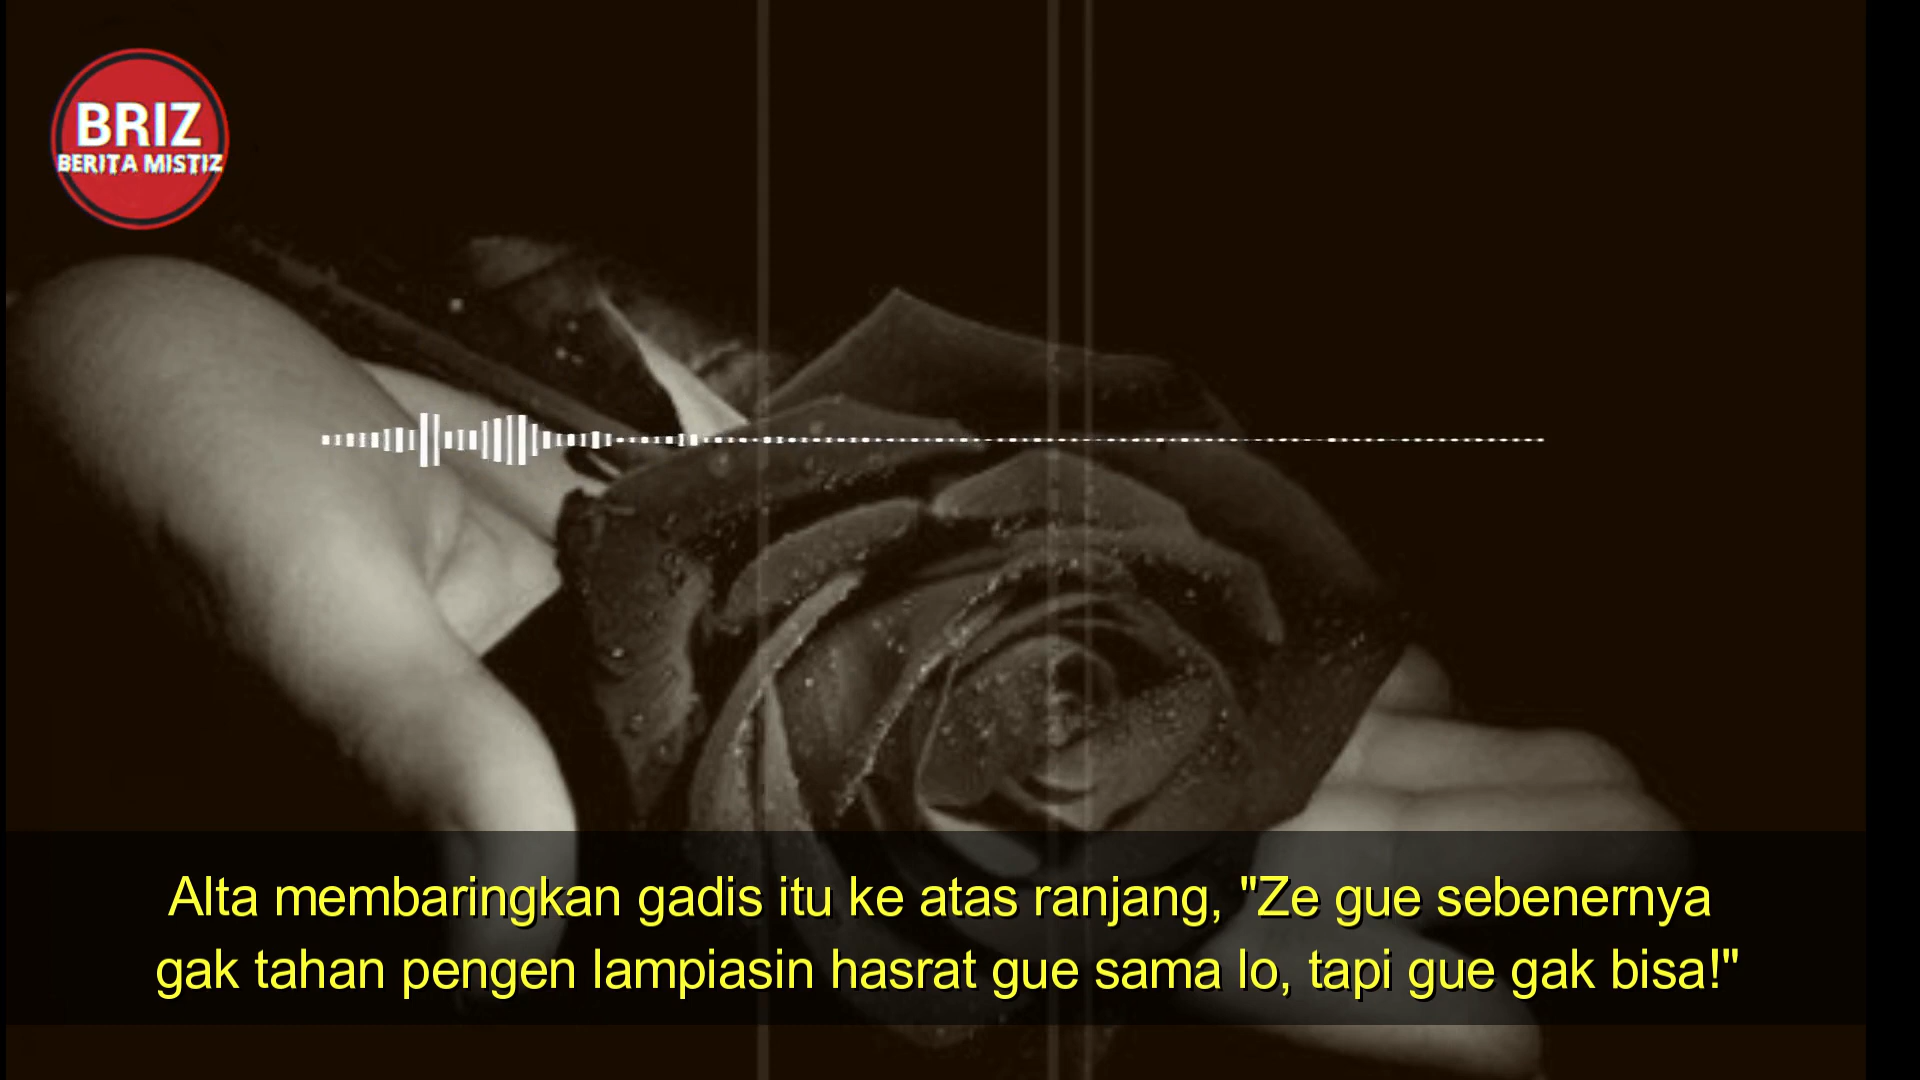 BRIZ
BERITA MISTIZ
Alta membaringkan gadis itu ke atas ranjang, "Ze gue sebenernya
gak tahan pengen lampiasin hasrat gue sama lo, tapi gue gak bisa!"